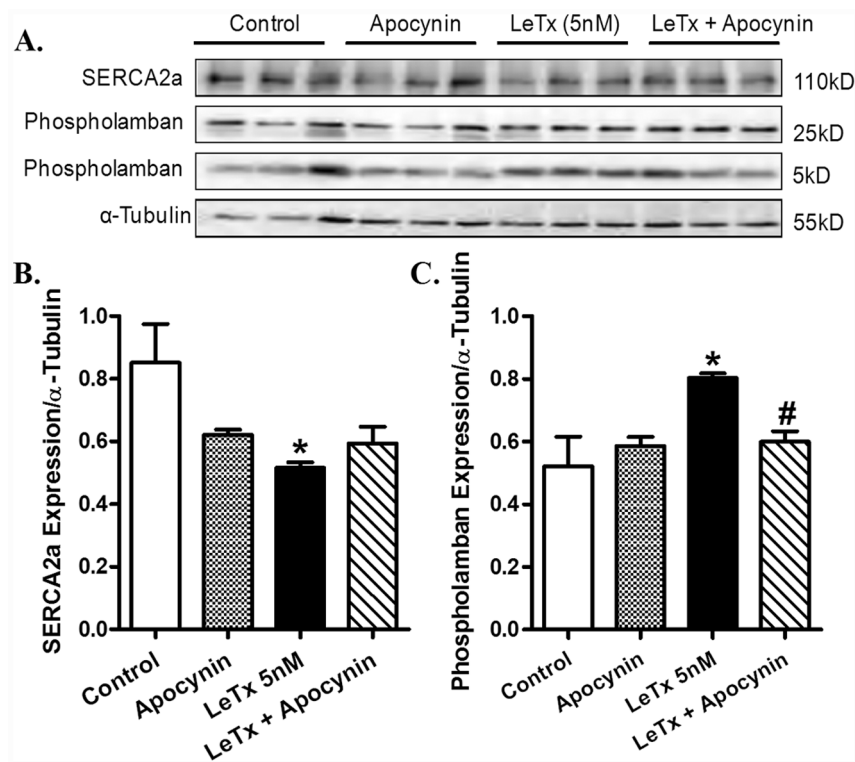 A.
Control Apocynin LeTx (5nM) LeTx + Apocynin
SERCA2a 110kD
Phospholamban 25kD
Phospholamban 5kD
α-Tubulin 55kD
B.
SERCA2a Expression/α-Tubulin
1.0
0.8
0.6
0.4
0.2
0.0
*
Control
Apocynin
LeTx 5nM
LeTx + Apocynin
C.
Phospholamban Expression/α-Tubulin
1.0
0.8
0.6
0.4
0.2
0.0
*
#
Control
Apocynin
LeTx 5nM
LeTx + Apocynin